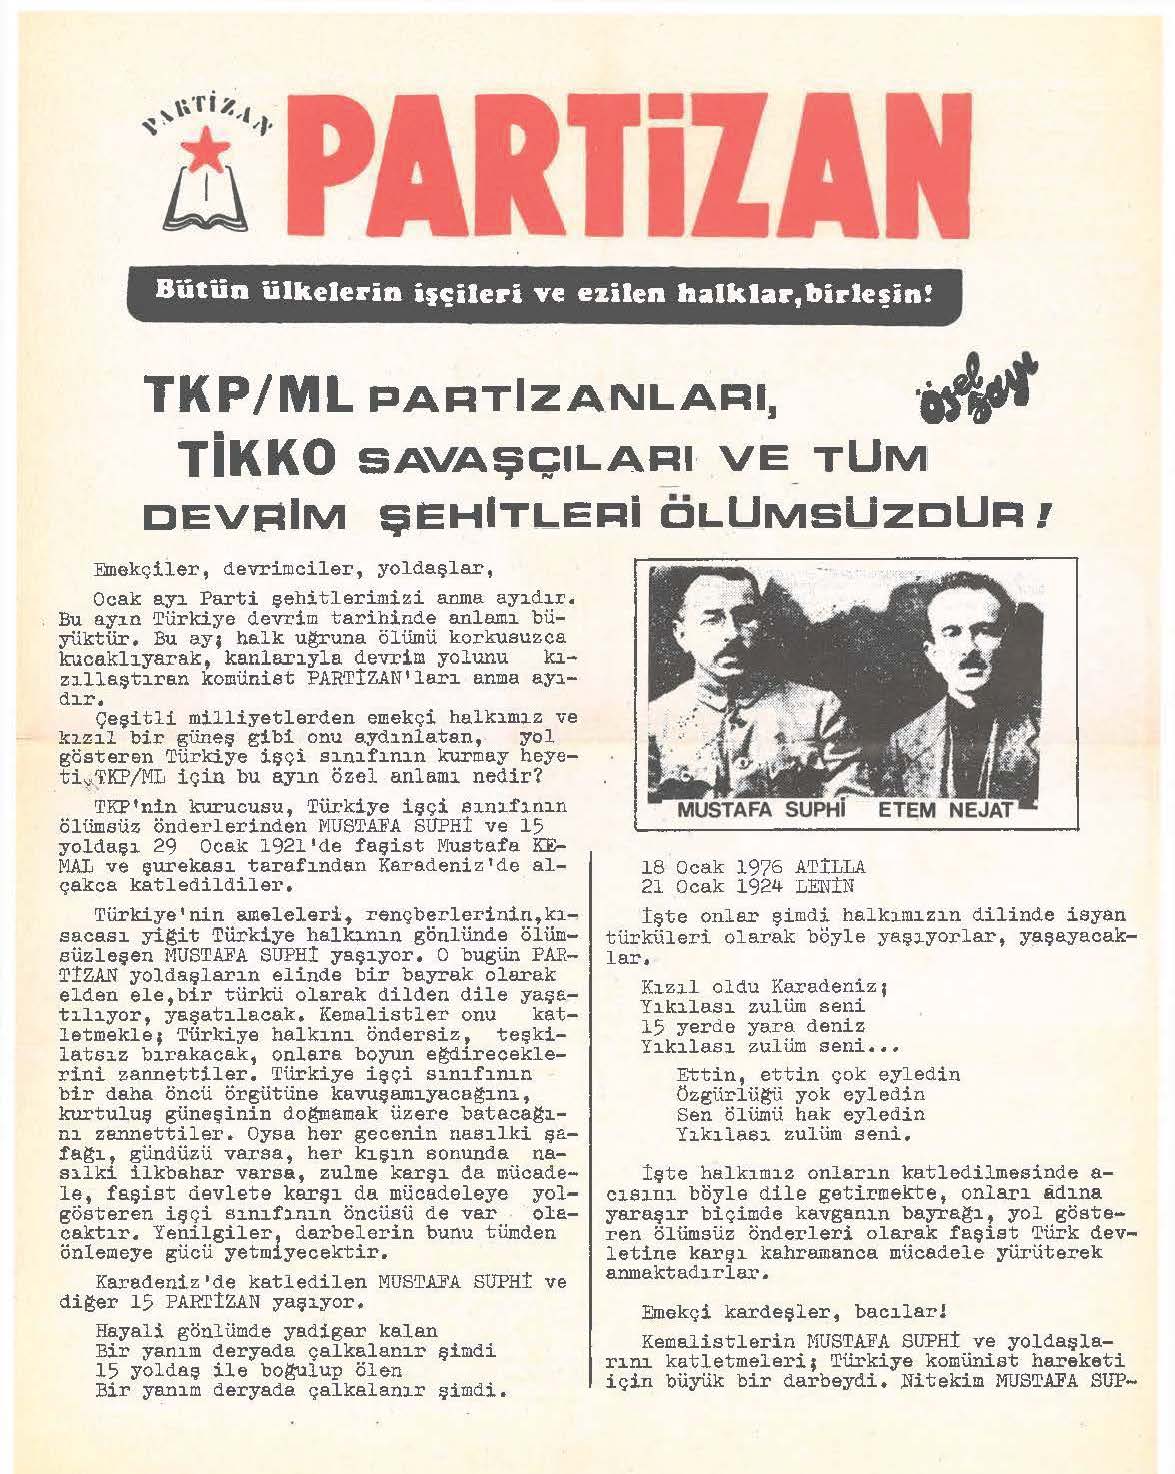 PARTİZAN
PARTİZAN
Bütün ülkelerin işçileri ve ezilen halklar,birleşin!
TKP/ML PARTİZANLARI,
özel sayı
TİKKO SAVAŞÇILARI VE TÜM
DEVRİM ŞEHİTLERİ ÖLÜMSÜZDÜR!
Emekçiler, devrimciler, yoldaşlar,
Ocak ayı Parti şehitlerimizi anma ayıdır.
Bu ayın Türkiye devrim tarihinde anlamı bü-
yüktür. Bu ay; halk uğruna ölümü korkusuzca
kucaklıyarak, kanlarıyla devrim yolunu kı-
zıllaştıran komünist PARTİZAN'ları anma ayı-
dır.
Çeşitli milliyetlerden emekçi halkımız ve
kızıl bir güneş gibi onu aydınlatan, yol
gösteren Türkiye işçi sınıfının kurmay heye-
ti, TKP/ML için bu ayın özel anlamı nedir?
TKP'nin kurucusu, Türkiye işçi sınıfının
ölümsüz önderlerinden MUSTAFA SUPHİ ve 15
yoldaşı 29 Ocak 1921'de faşist Mustafa KE-
MAL ve şurekası tarafından Karadeniz'de al-
çakca katledildiler.
Türkiye'nin ameleleri, rençberlerinin,kı-
sacası yiğit Türkiye halkının gönlünde ölüm-
süzleşen MUSTAFA SUPHİ yaşıyor. O bugün PAR-
TİZAN yoldaşların elinde bir bayrak olarak
elden ele,bir türkü olarak dilden dile yaşa-
tılıyor, yaşatılacak. Kemalistler onu kat-
letmekle; Türkiye halkını öndersiz, teşki-
latsız bırakacak, onlara boyun eğdirecekle-
rini zannettiler. Türkiye işçi sınıfının
bir daha öncü örgütüne kavuşamıyacağını,
kurtuluş güneşinin doğmamak üzere batacağı-
nı zannettiler. Oysa her gecenin nasılki şa-
fağı, gündüzü varsa, her kışın sonunda na-
sılki ilkbahar varsa, zulme karşı da mücade-
le, faşist devlete karşı da mücadeleye yol-
gösteren işçi sınıfının öncüsü de var ola-
caktır. Yenilgiler, darbelerin bunu tümden
önlemeye gücü yetmiyecektir.
Karadeniz'de katledilen MUSTAFA SUPHİ ve
diğer 15 PARTİZAN yaşıyor.
Hayali gönlümde yadigar kalan
Bir yanım deryada çalkalanır şimdi
15 yoldaş ile boğulup ölen
Bir yanım deryada çalkalanır şimdi.
MUSTAFA SUPHİ ETEM NEJAT
18 Ocak 1976 ATİLLA
21 Ocak 1924 LENİN
İşte onlar şimdi halkımızın dilinde isyan
türküleri olarak böyle yaşıyorlar, yaşayacak-
lar.
Kızıl oldu Karadeniz;
Yıkılası zulüm seni
15 yerde yara deniz
Yıkılası zulüm seni...
Ettin, ettin çok eyledin
Özgürlüğü yok eyledin
Sen ölümü hak eyledin
Yıkılası zulüm seni.
İşte halkımız onların katledilmesinde a-
cısını böyle dile getirmekte, onları adına
yaraşır biçimde kavganın bayrağı, yol göste-
ren ölümsüz önderleri olarak faşist Türk dev-
letine karşı kahramanca mücadele yürüterek
anmaktadırlar.
Emekçi kardeşler, bacılar!
Kemalistlerin MUSTAFA SUPHİ ve yoldaşla-
rını katletmeleri; Türkiye komünist hareketi
için büyük bir darbeydi. Nitekim MUSTAFA SUP-